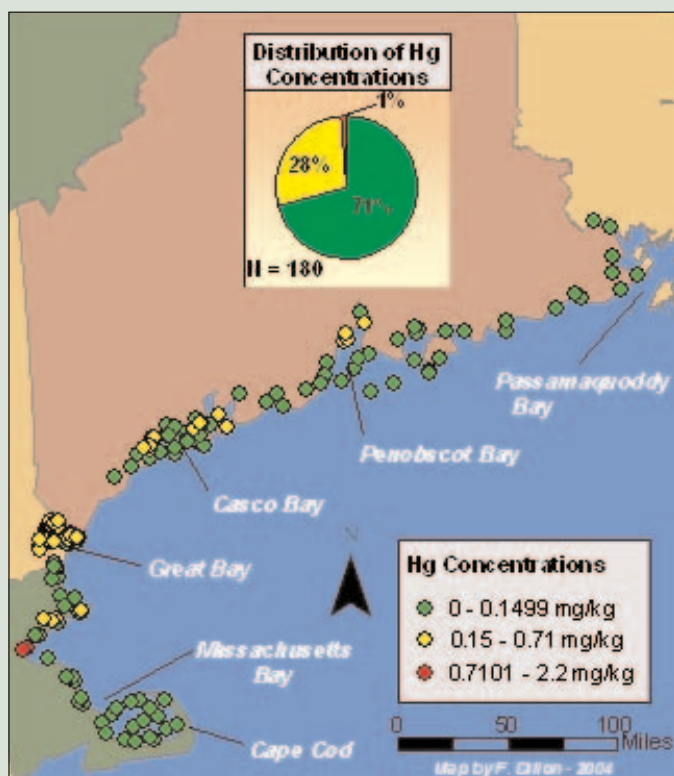 Distribution of Hg
Concentrations
1%
28%
71%
N = 180
Passamaquoddy
Bay
Penobscot Bay
Casco Bay
N
Great Bay
Hg Concentrations
0 - 0.1499 mg/kg
0.15 - 0.71 mg/kg
0.7101 - 2.2 mg/kg
Massachusetts
Bay
Cape Cod
0 50 100
Miles
Map by F. Dillon - 2004